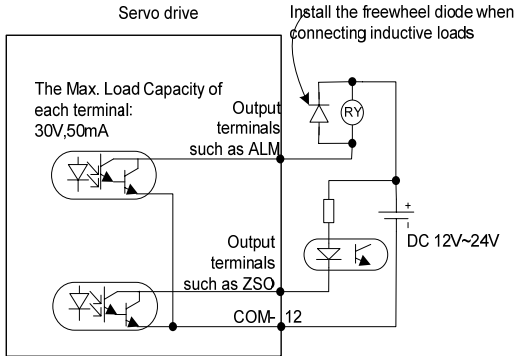 Servo drive
Install the freewheel diode when
connecting inductive loads
The Max. Load Capacity of
each terminal:
30V,50mA
Output
terminals
such as ALM
RY
+
-
DC 12V~24V
Output
terminals
such as ZSO
COM- 12